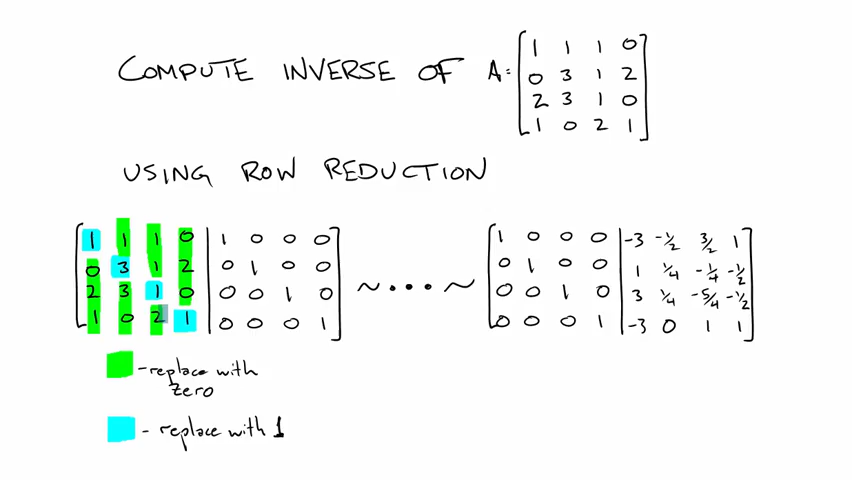 COMPUTE INVERSE OF A = [1 1 1 0
0 3 1 2
2 3 1 0
1 0 2 1]
USING ROW REDUCTION
[1 1 1 0 | 1 0 0 0] ~ ••• ~ [1 0 0 0 | -3 -1/2 3/2 1]
[0 3 1 2 | 0 1 0 0] [0 1 0 0 | 1 1/4 -1/4 -1/2]
[2 3 1 0 | 0 0 1 0] [0 0 1 0 | 3 1/4 -5/4 -1/2]
[1 0 2 1 | 0 0 0 1] [0 0 0 1 | -3 0 1 1]
- replace with
zero
- replace with 1